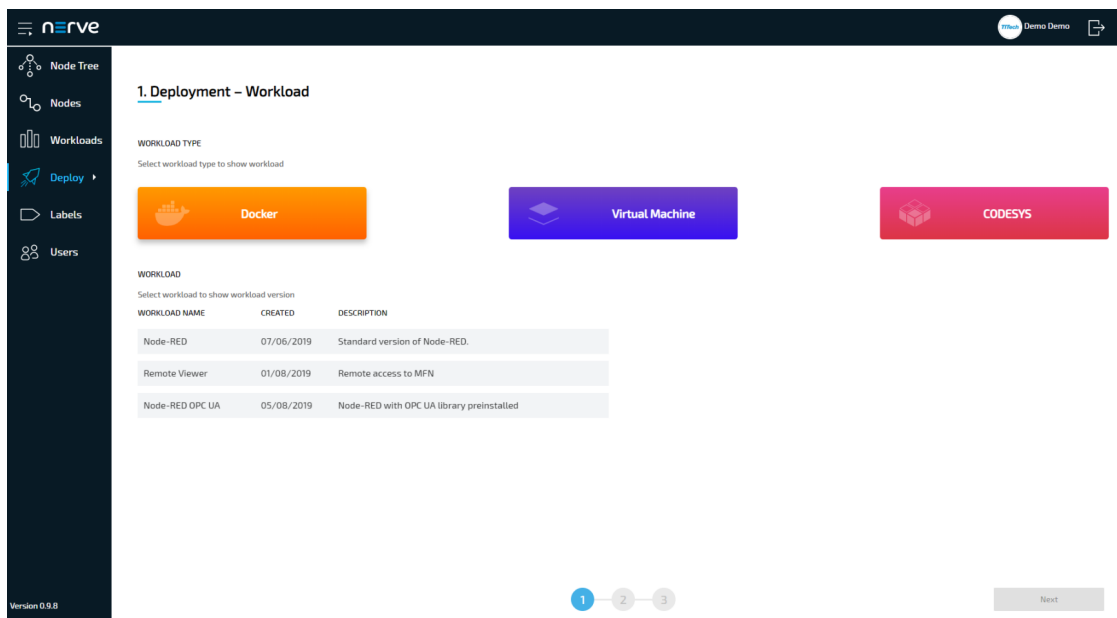 nerve
TTTech Demo Demo
Node Tree
Nodes
Workloads
Deploy
Labels
Users
Version 0.9.8
1. Deployment – Workload
WORKLOAD TYPE
Select workload type to show workload
Docker Virtual Machine CODESYS
WORKLOAD
Select workload to show workload version
WORKLOAD NAME CREATED DESCRIPTION
Node-RED 07/06/2019 Standard version of Node-RED.
Remote Viewer 01/08/2019 Remote access to MFN
Node-RED OPC UA 05/08/2019 Node-RED with OPC UA library preinstalled
1 2 3
Next